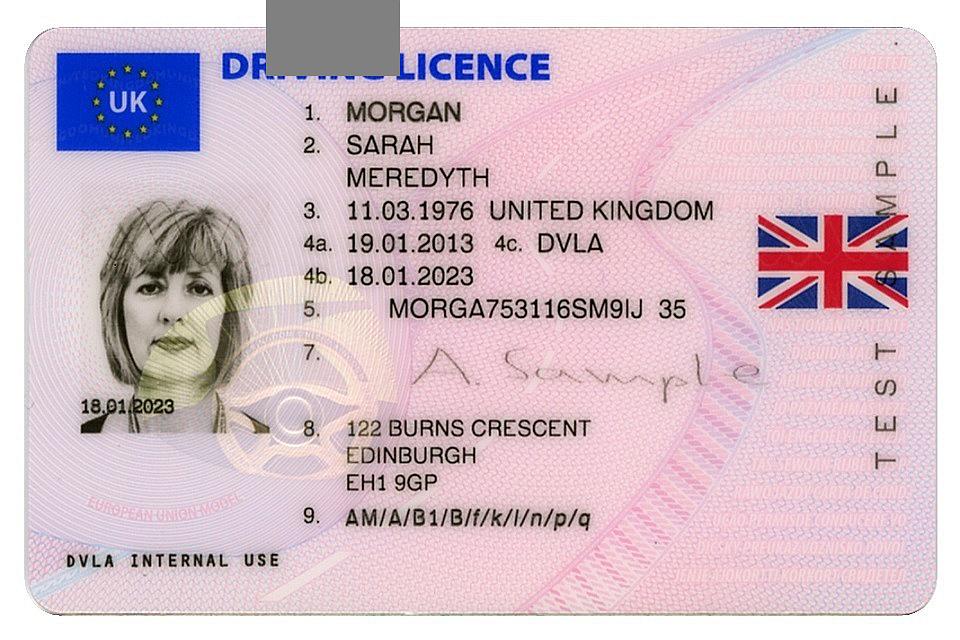 LICENCE
UK
1. MORGAN
2. SARAH
MEREDYTH
3. 11.03.1976 UNITED KINGDOM
4a. 19.01.2013 4c. DVLA
4b. 18.01.2023
5. MORGA753116SM9IJ 35
7. A. Sample
18.01.2023
8. 122 BURNS CRESCENT
EDINBURGH
EH1 9GP
9. AM/A/B1/B/f/k/l/n/p/q
EUROPEAN UNION MODEL
DVLA INTERNAL USE
TEST SAMPLE